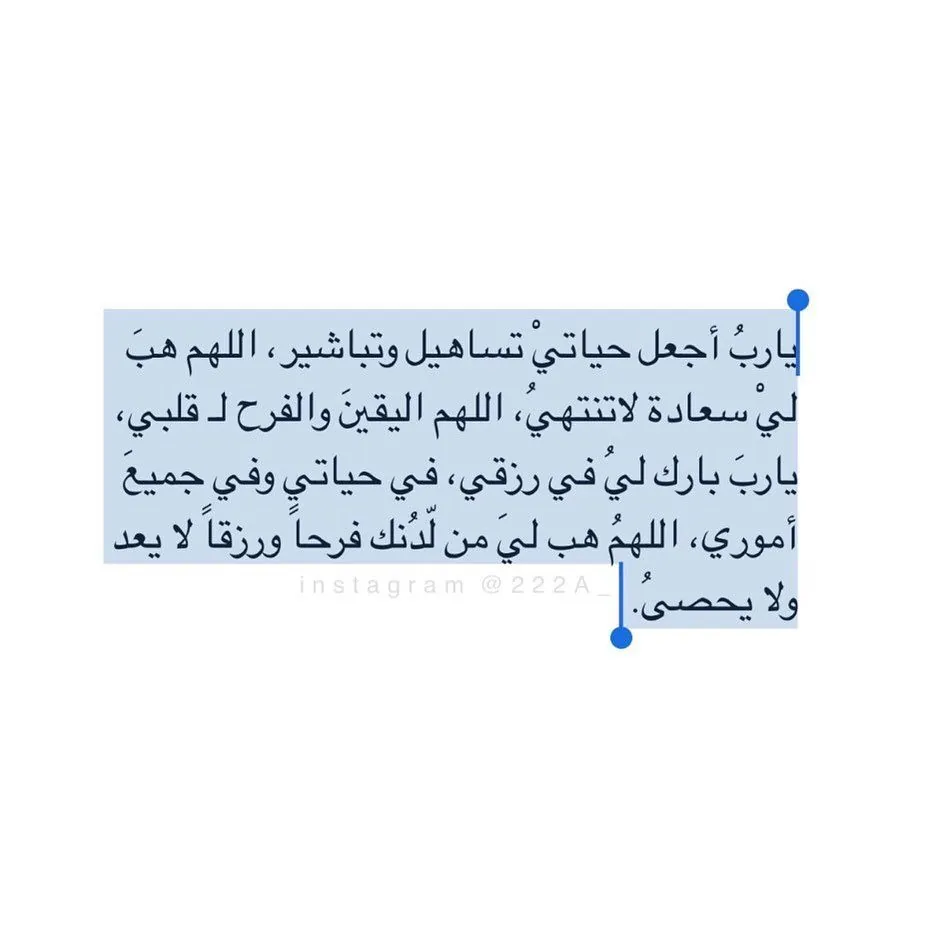 ياربُ أجعل حياتيْ تساهيل وتباشير، اللهم هبَ
ليْ سعادة لاتنتهيُ، اللهم اليقينَ والفرح لـ قلبي،
ياربَ بارك ليُ في رزقي، في حياتي وفي جميعَ
أموري، اللهمُ هب ليَ من لّدُنك فرحاً ورزقاً لا يعد
instagram @222A_
ولا يحصىُ.